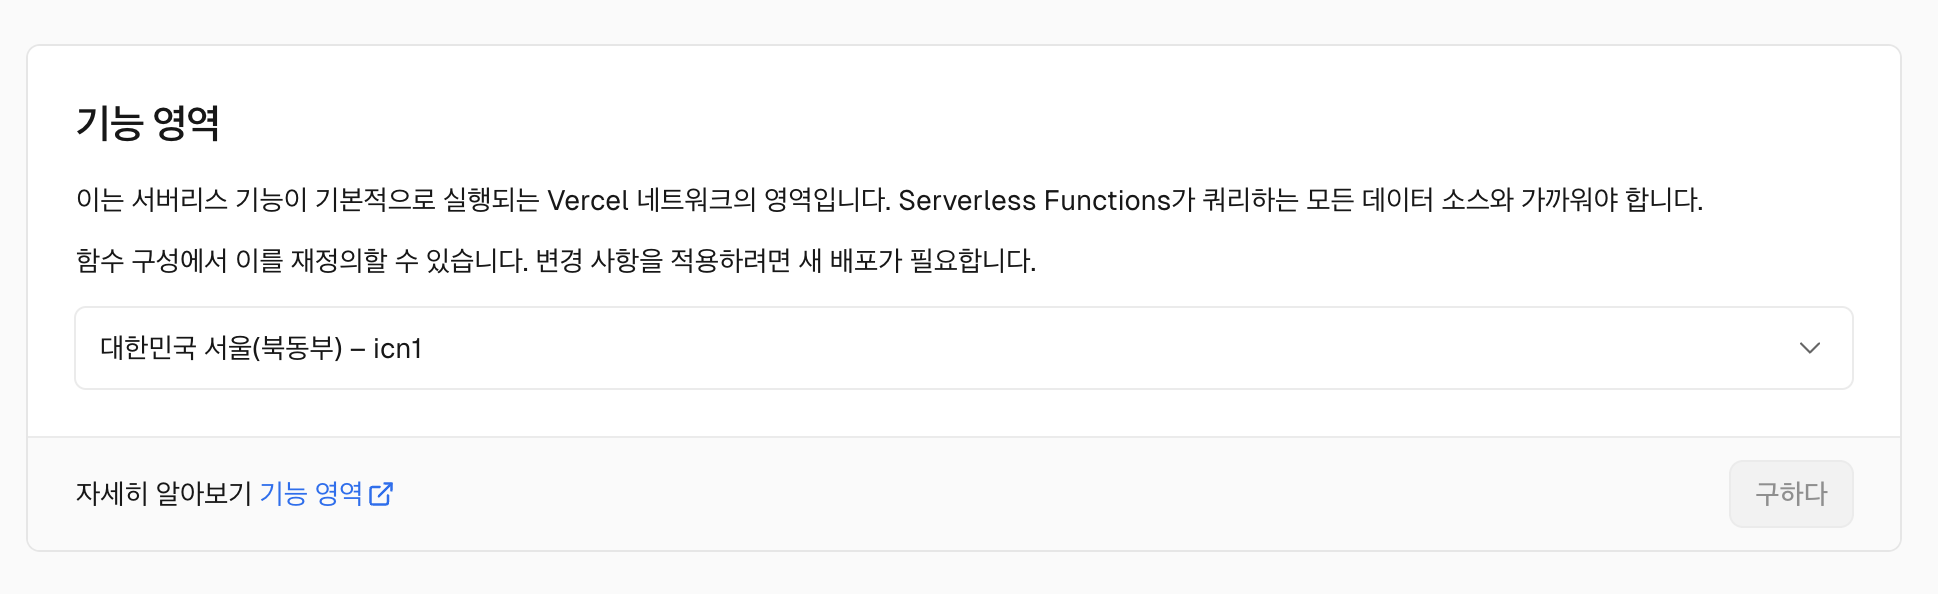 기능 영역
이는 서버리스 기능이 기본적으로 실행되는 Vercel 네트워크의 영역입니다. Serverless Functions가 쿼리하는 모든 데이터 소스와 가까워야 합니다.
함수 구성에서 이를 재정의할 수 있습니다. 변경 사항을 적용하려면 새 배포가 필요합니다.
대한민국 서울(북동부) – icn1
자세히 알아보기 기능 영역
구하다